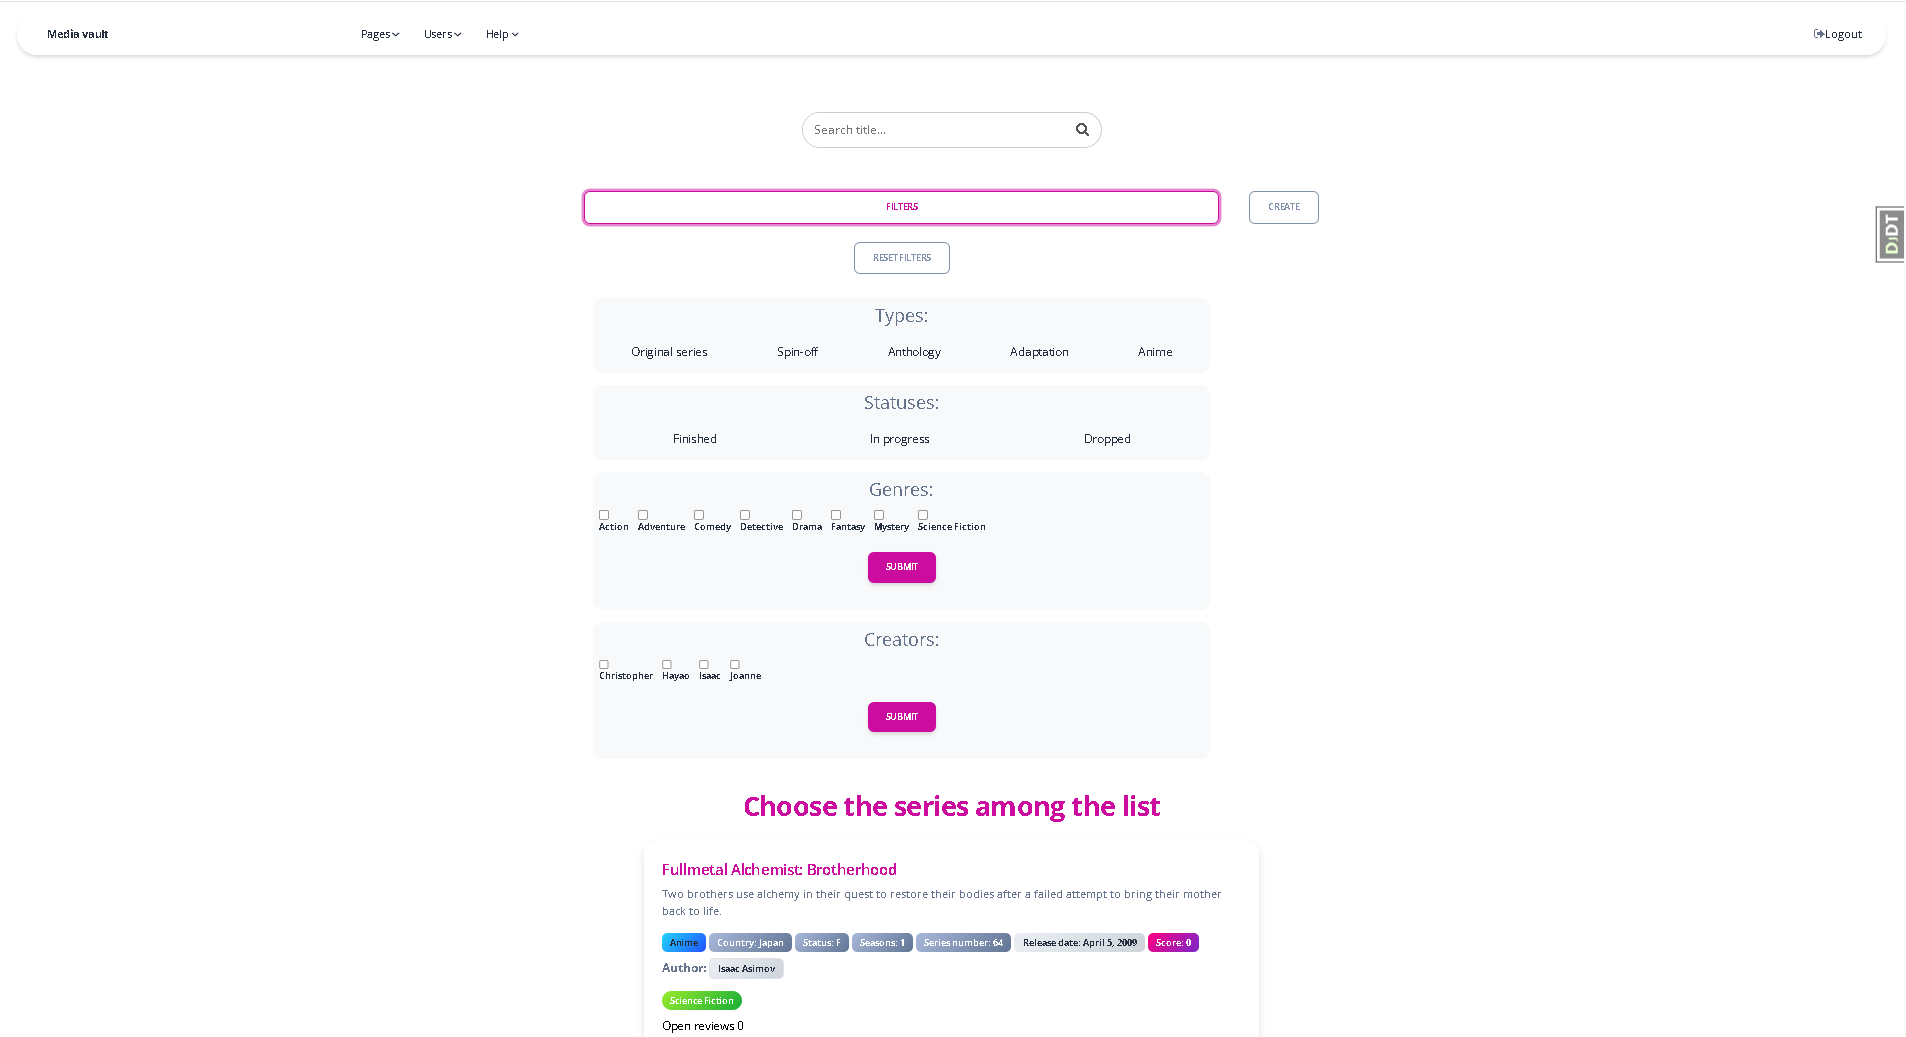 Media vault Pages Users Help Logout
Search title...
FILTERS CREATE
DJDT
RESET FILTERS
Types:
Original series Spin-off Anthology Adaptation Anime
Statuses:
Finished In progress Dropped
Genres:
Action Adventure Comedy Detective Drama Fantasy Mystery Science Fiction
SUBMIT
Creators:
Christopher Hayao Isaac Joanne
SUBMIT
Choose the series among the list
Fullmetal Alchemist: Brotherhood
Two brothers use alchemy in their quest to restore their bodies after a failed attempt to bring their mother
back to life.
Anime Country: Japan Status: F Seasons: 1 Series number: 64 Release date: April 5, 2009 Score: 0
Author: Isaac Asimov
Science Fiction
Open reviews 0